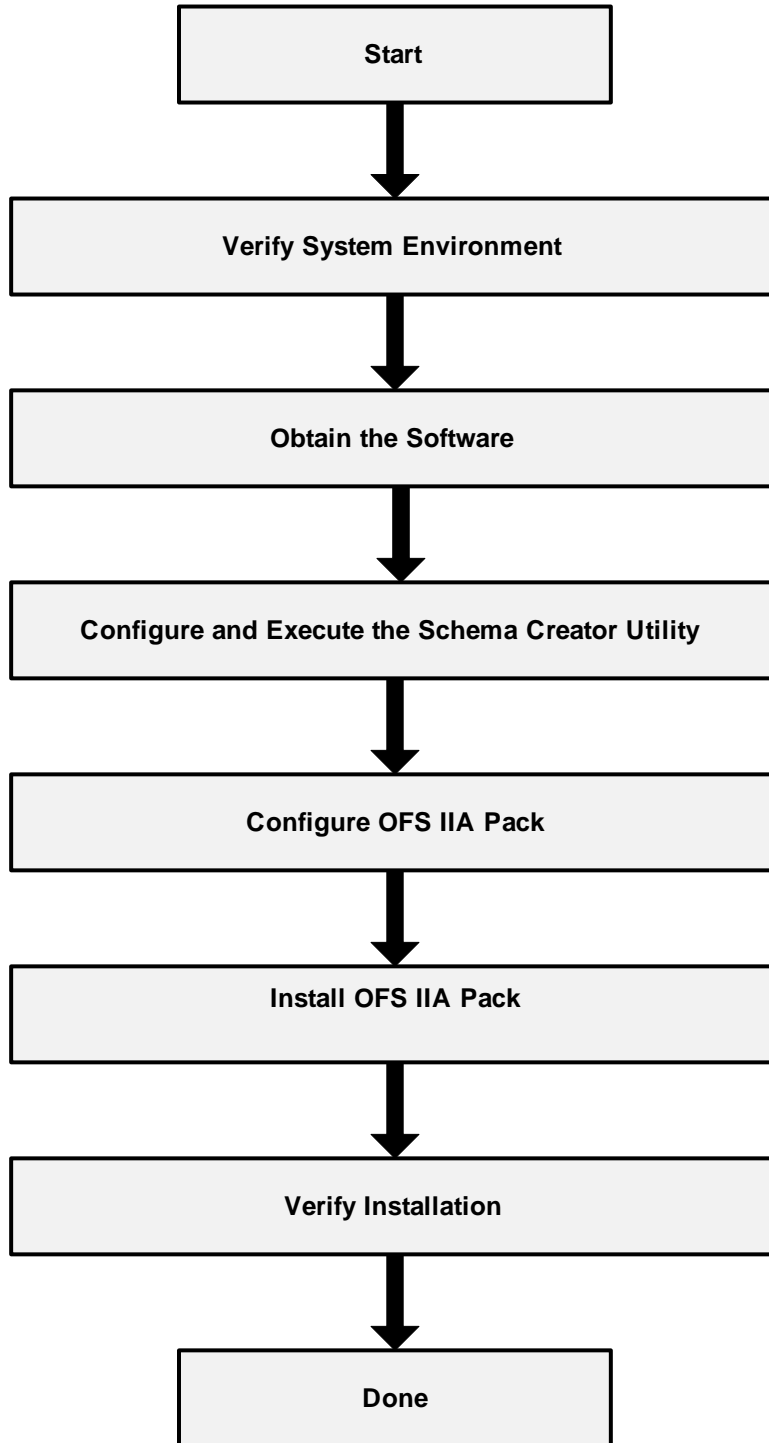 Start
Verify System Environment
Obtain the Software
Configure and Execute the Schema Creator Utility
Configure OFS IIA Pack
Install OFS IIA Pack
Verify Installation
Done